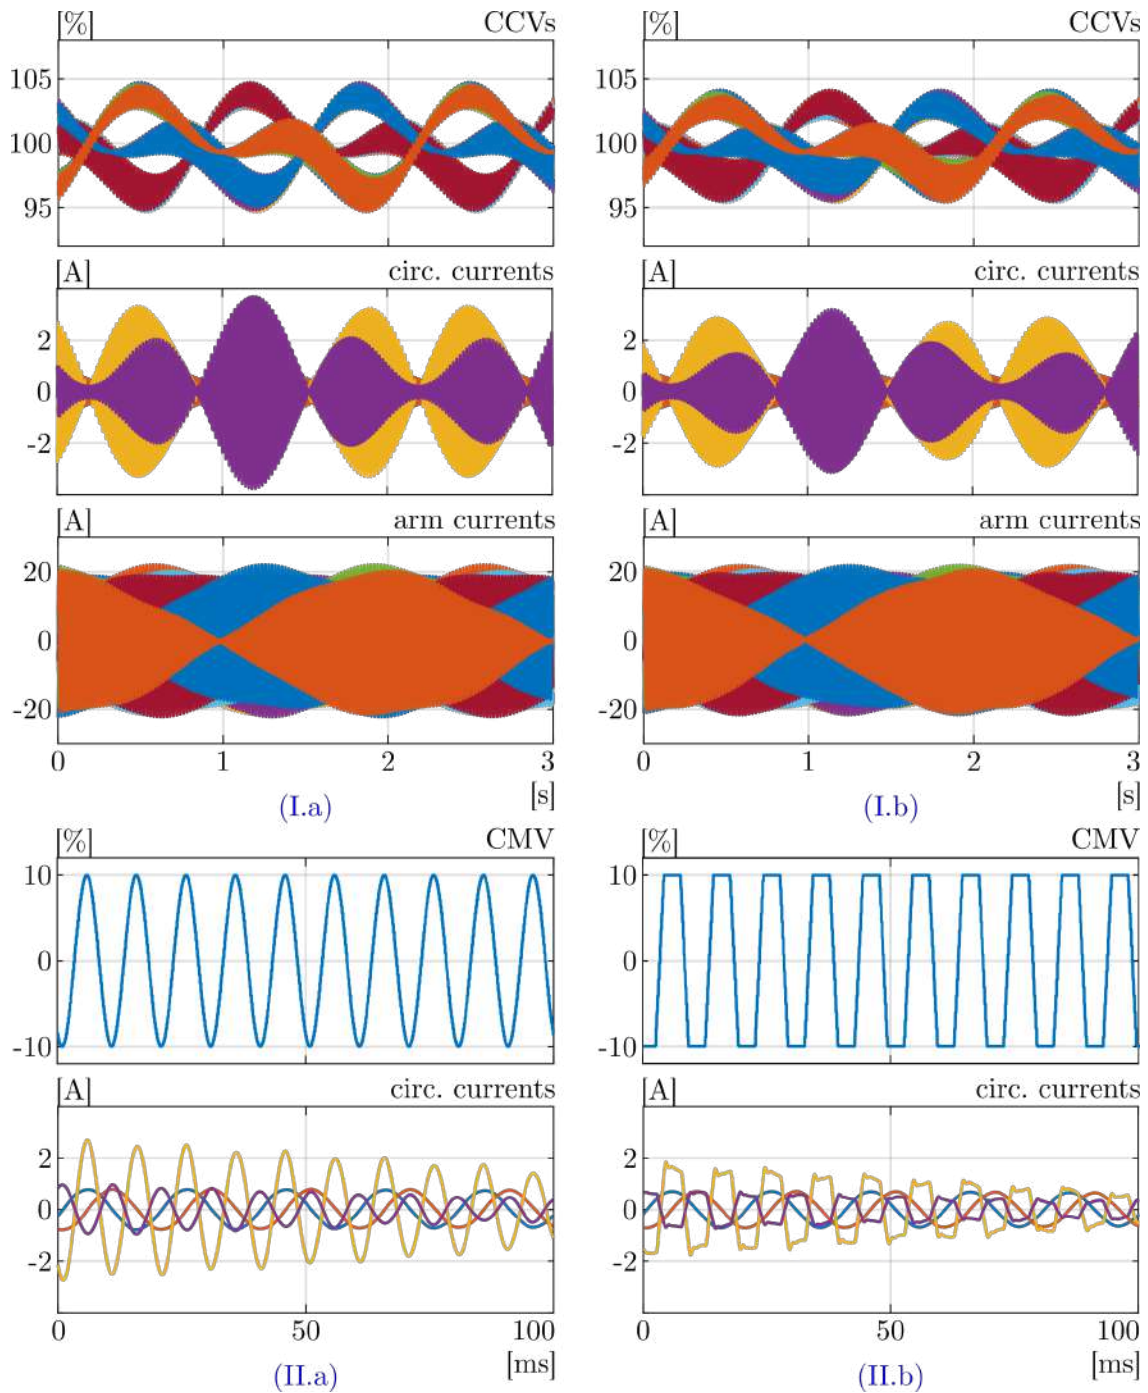 [%] CCVs [%] CCVs
105 105
100 100
95 95
[A] circ. currents [A] circ. currents
2 2
0 0
-2 -2
[A] arm currents [A] arm currents
20 20
0 0
-20 -20
0 1 2 3 0 1 2 3
[s] [s]
(I.a) (I.b)
[%] CMV [%] CMV
10 10
0 0
-10 -10
[A] circ. currents [A] circ. currents
2 2
0 0
-2 -2
0 50 100 0 50 100
[ms] [ms]
(II.a) (II.b)